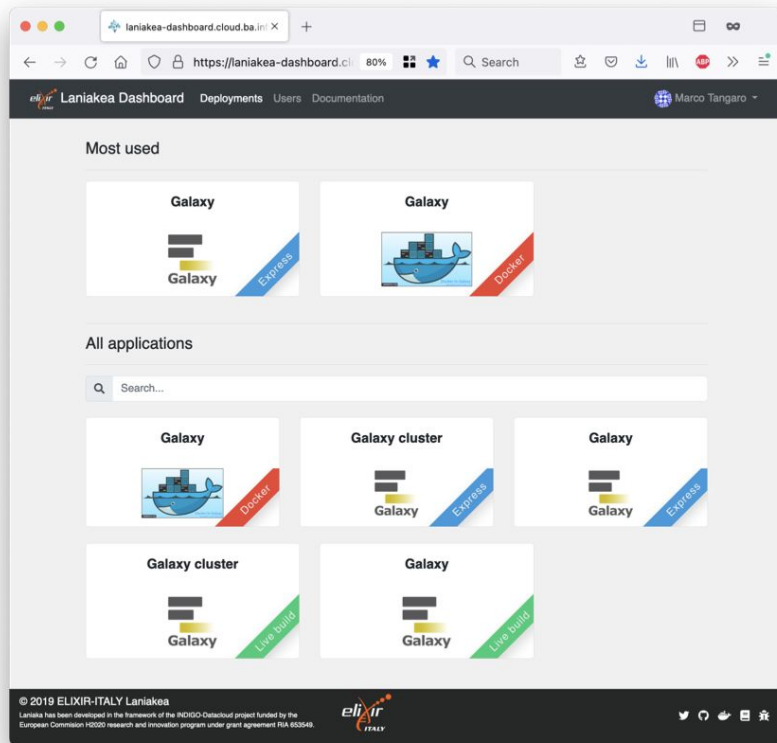 laniakea-dashboard.cloud.ba.in
https://laniakea-dashboard.ci
80%
Search
ABP
elixir
ITALY
Laniakea Dashboard
Deployments
Users
Documentation
Marco Tangaro
Most used
Galaxy
Galaxy
Express
Galaxy
Docker
All applications
Search...
Galaxy
Docker
Galaxy cluster
Galaxy
Express
Galaxy
Galaxy
Express
Galaxy cluster
Galaxy
Live build
Galaxy
Galaxy
Live build
© 2019 ELIXIR-ITALY Laniakea
Laniaka has been developed in the framework of the INDIGO-Datacloud project funded by the
European Commision H2020 research and innovation program under grant agreement RIA 653549.
elixir
ITALY